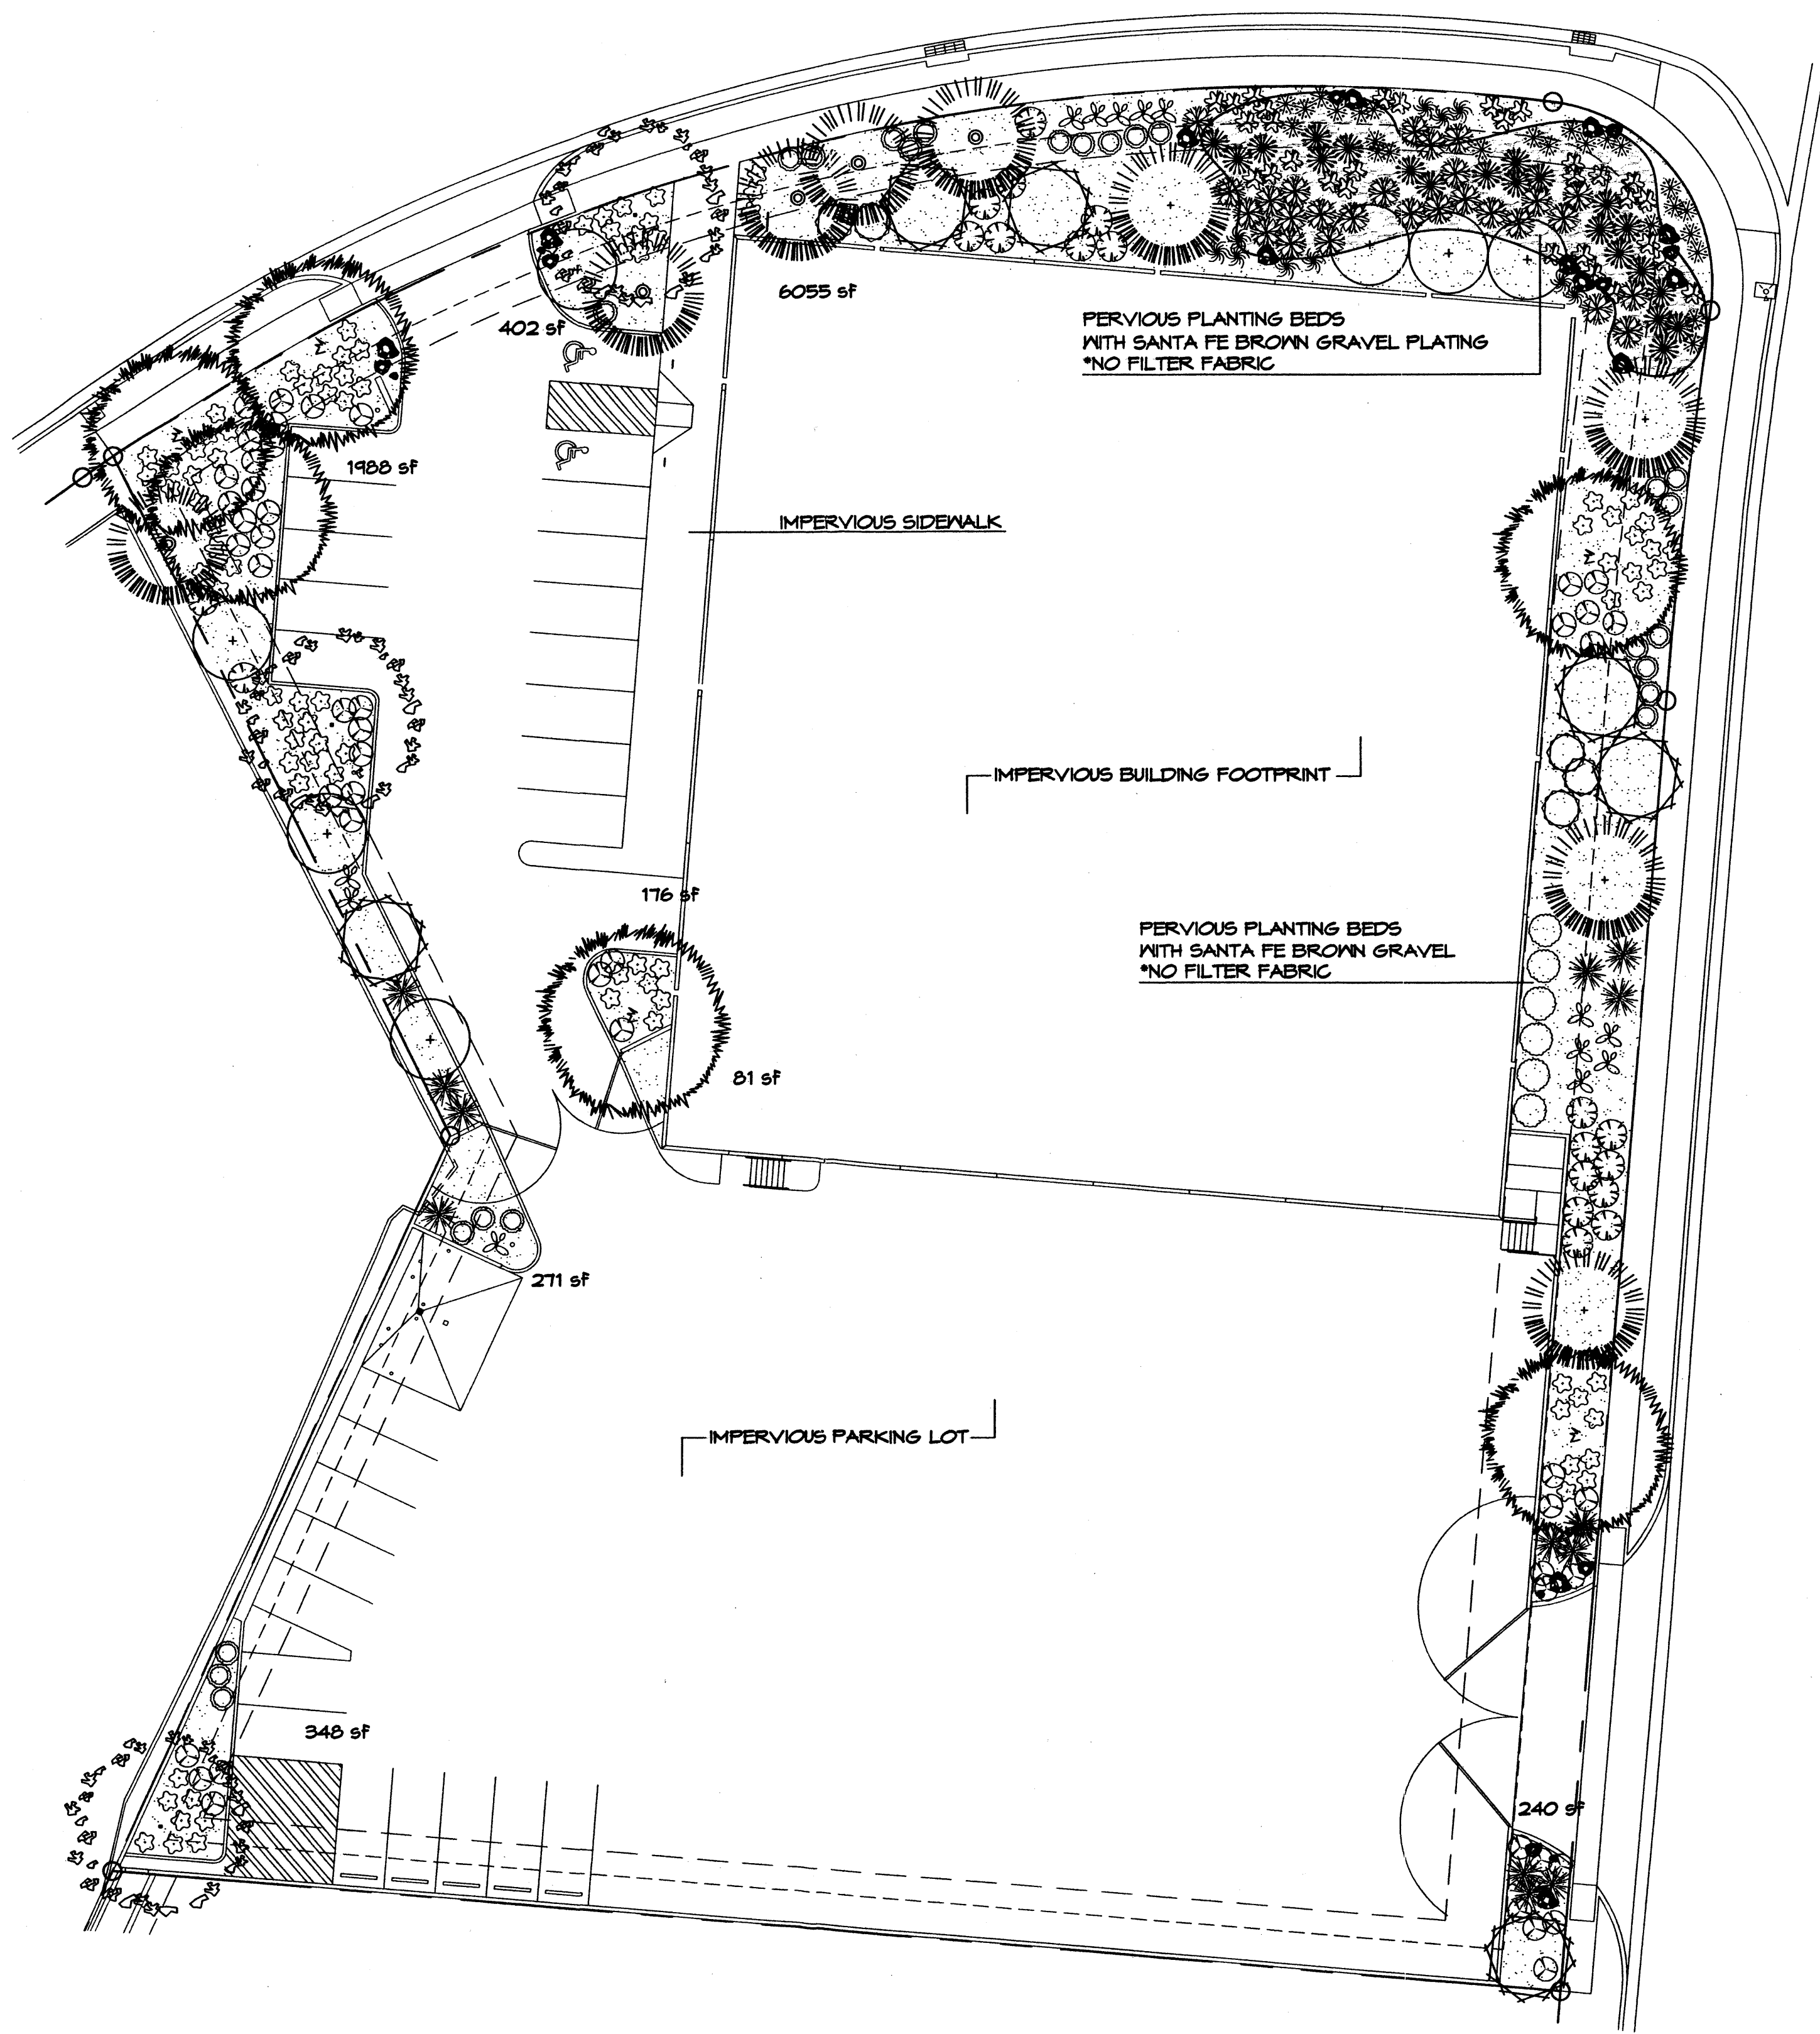 6055 SF
402 SF
PERVIOUS PLANTING BEDS
WITH SANTA FE BROWN GRAVEL PLATING
*NO FILTER FABRIC
1988 SF
IMPERVIOUS SIDEWALK
IMPERVIOUS BUILDING FOOTPRINT
176 SF
PERVIOUS PLANTING BEDS
WITH SANTA FE BROWN GRAVEL
*NO FILTER FABRIC
81 SF
271 SF
IMPERVIOUS PARKING LOT
348 SF
240 SF